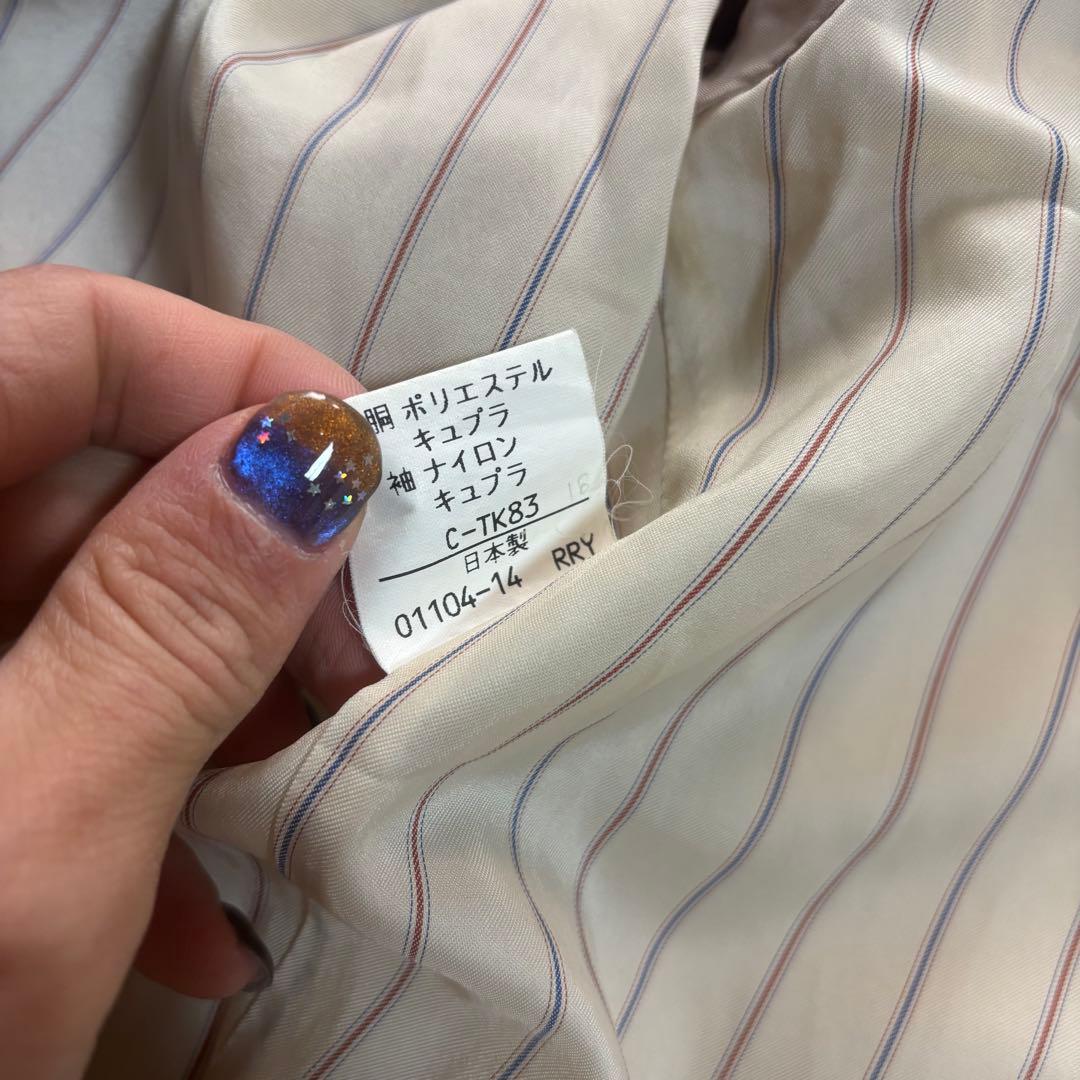 胴 ポリエステル
キュプラ
袖 ナイロン
キュプラ
C-TK83
日本製
01104-14 RRY